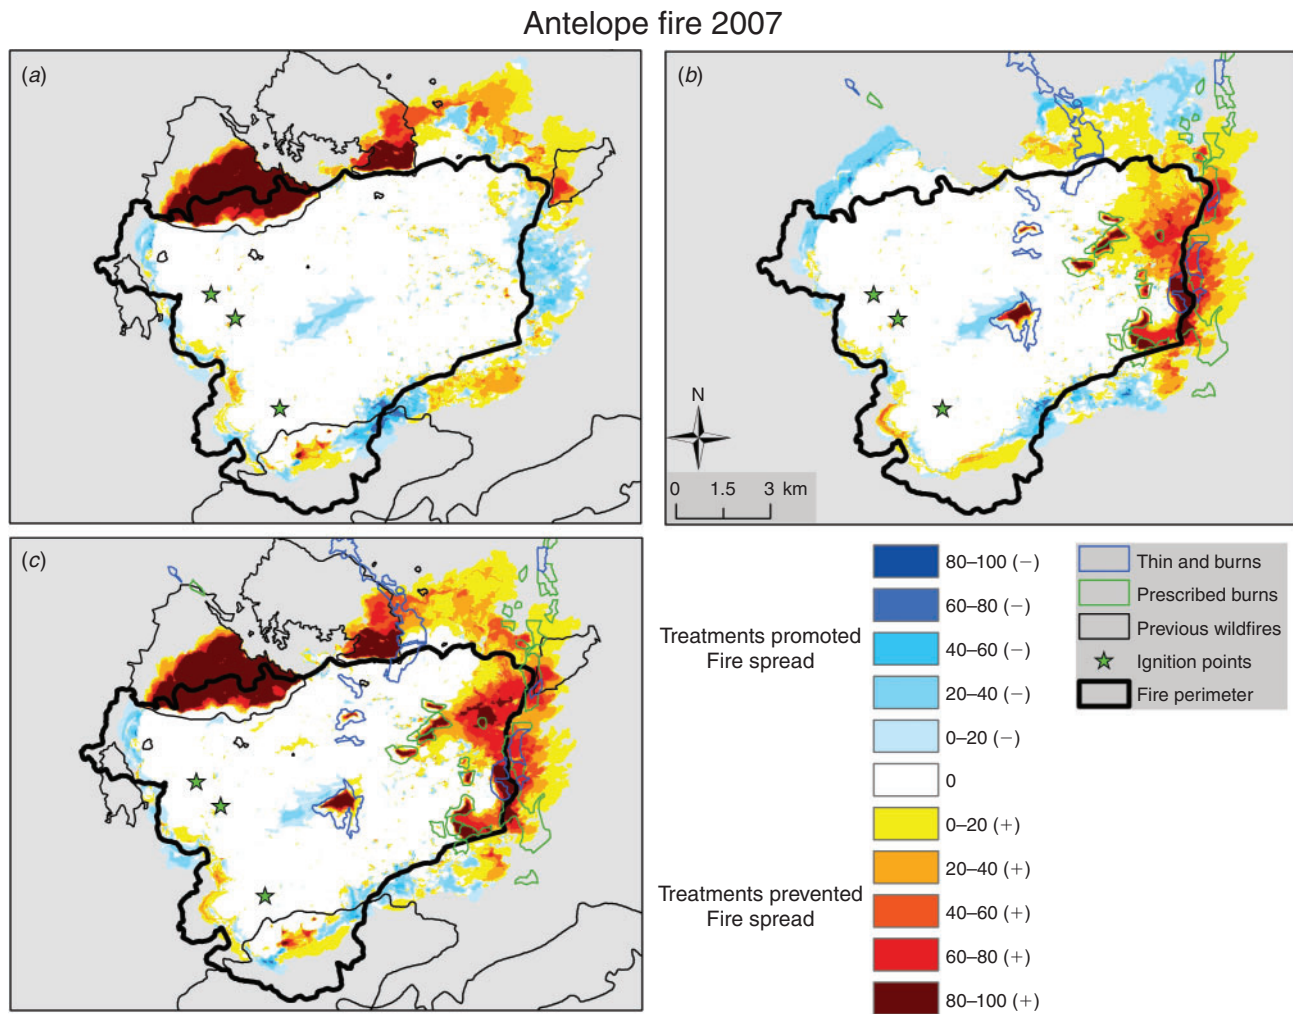 Antelope fire 2007
(a)
(b)
N
0 1.5 3 km
(c)
80–100 (−)
60–80 (−)
Treatments promoted
Fire spread
40–60 (−)
20–40 (−)
0–20 (−)
0
0–20 (+)
20–40 (+)
Treatments prevented
Fire spread
40–60 (+)
60–80 (+)
80–100 (+)
Thin and burns
Prescribed burns
Previous wildfires
Ignition points
Fire perimeter